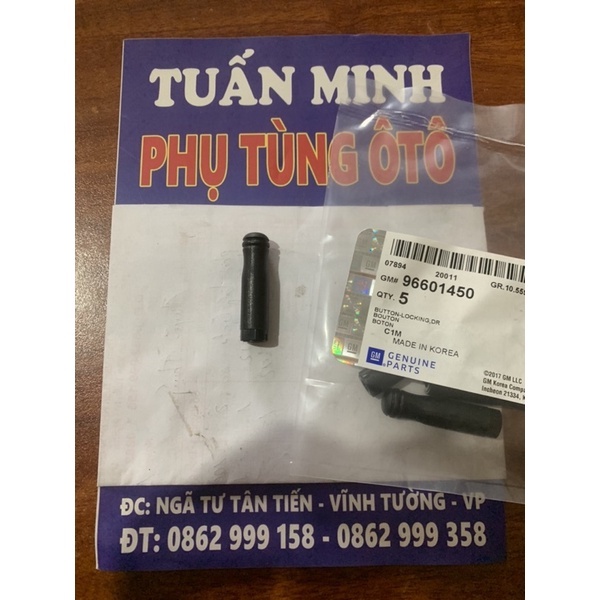 TUẤN MINH
PHỤ TÙNG ÔTÔ
07894 20011 GR.10.55
GM# 96601450
QTY. 5
BUTTON-LOCKING,DR
BOUTON
BOTON
C1M
MADE IN KOREA
GM GENUINE
PARTS
©2017 GM LLC
GM Korea Compa
Incheon 21334, K
ĐC: NGÃ TƯ TÂN TIẾN - VĨNH TƯỜNG - VP
ĐT: 0862 999 158 - 0862 999 358